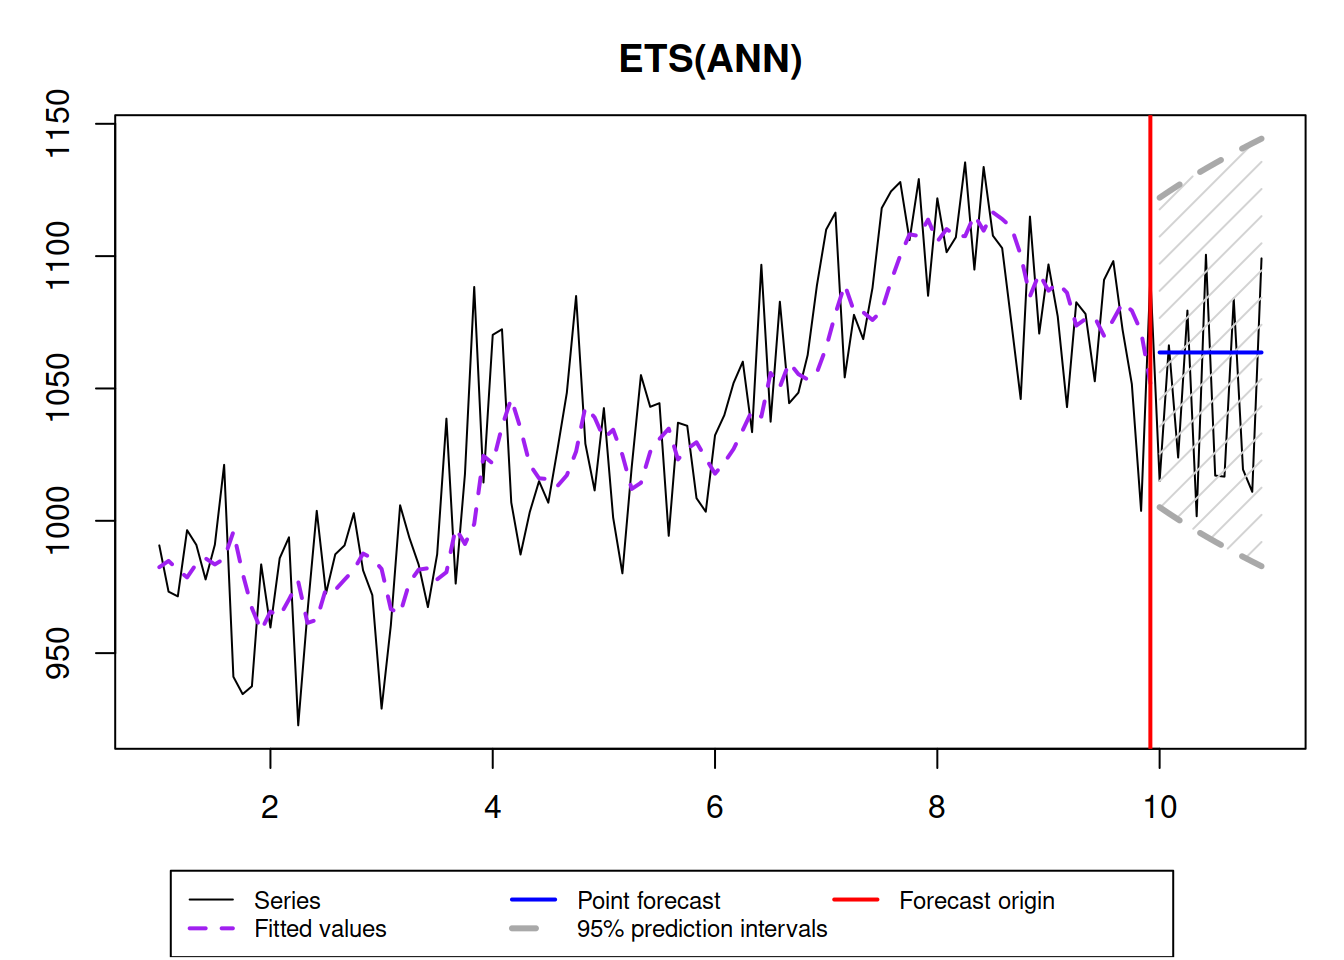 ETS(ANN)
1150
1100
1050
1000
950
2 4 6 8 10
Series Point forecast Forecast origin
Fitted values 95% prediction intervals